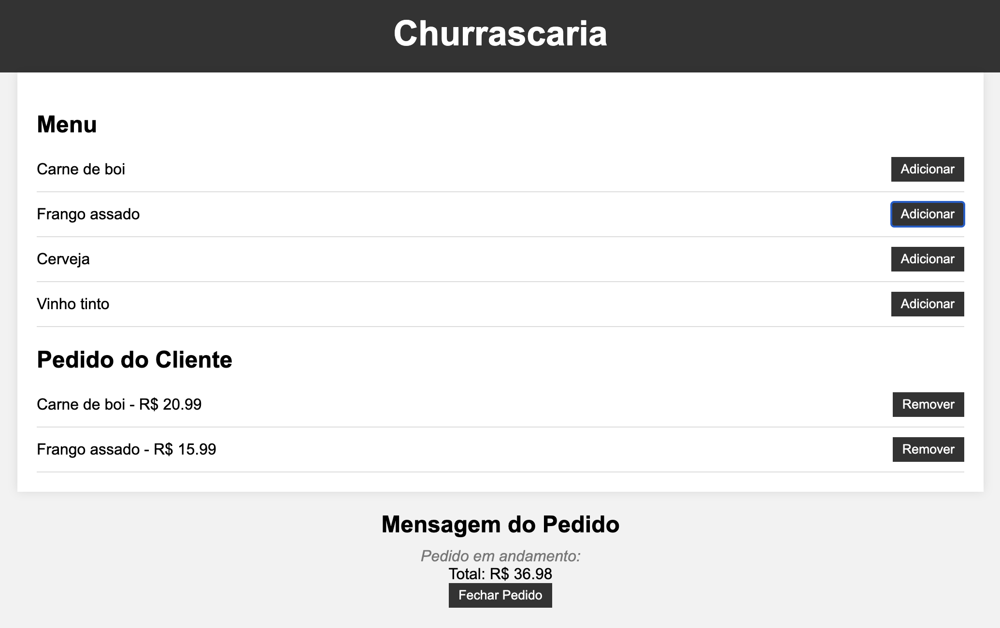 Churrascaria
Menu
Carne de boi Adicionar
Frango assado Adicionar
Cerveja Adicionar
Vinho tinto Adicionar
Pedido do Cliente
Carne de boi - R$ 20.99 Remover
Frango assado - R$ 15.99 Remover
Mensagem do Pedido
Pedido em andamento:
Total: R$ 36.98
Fechar Pedido